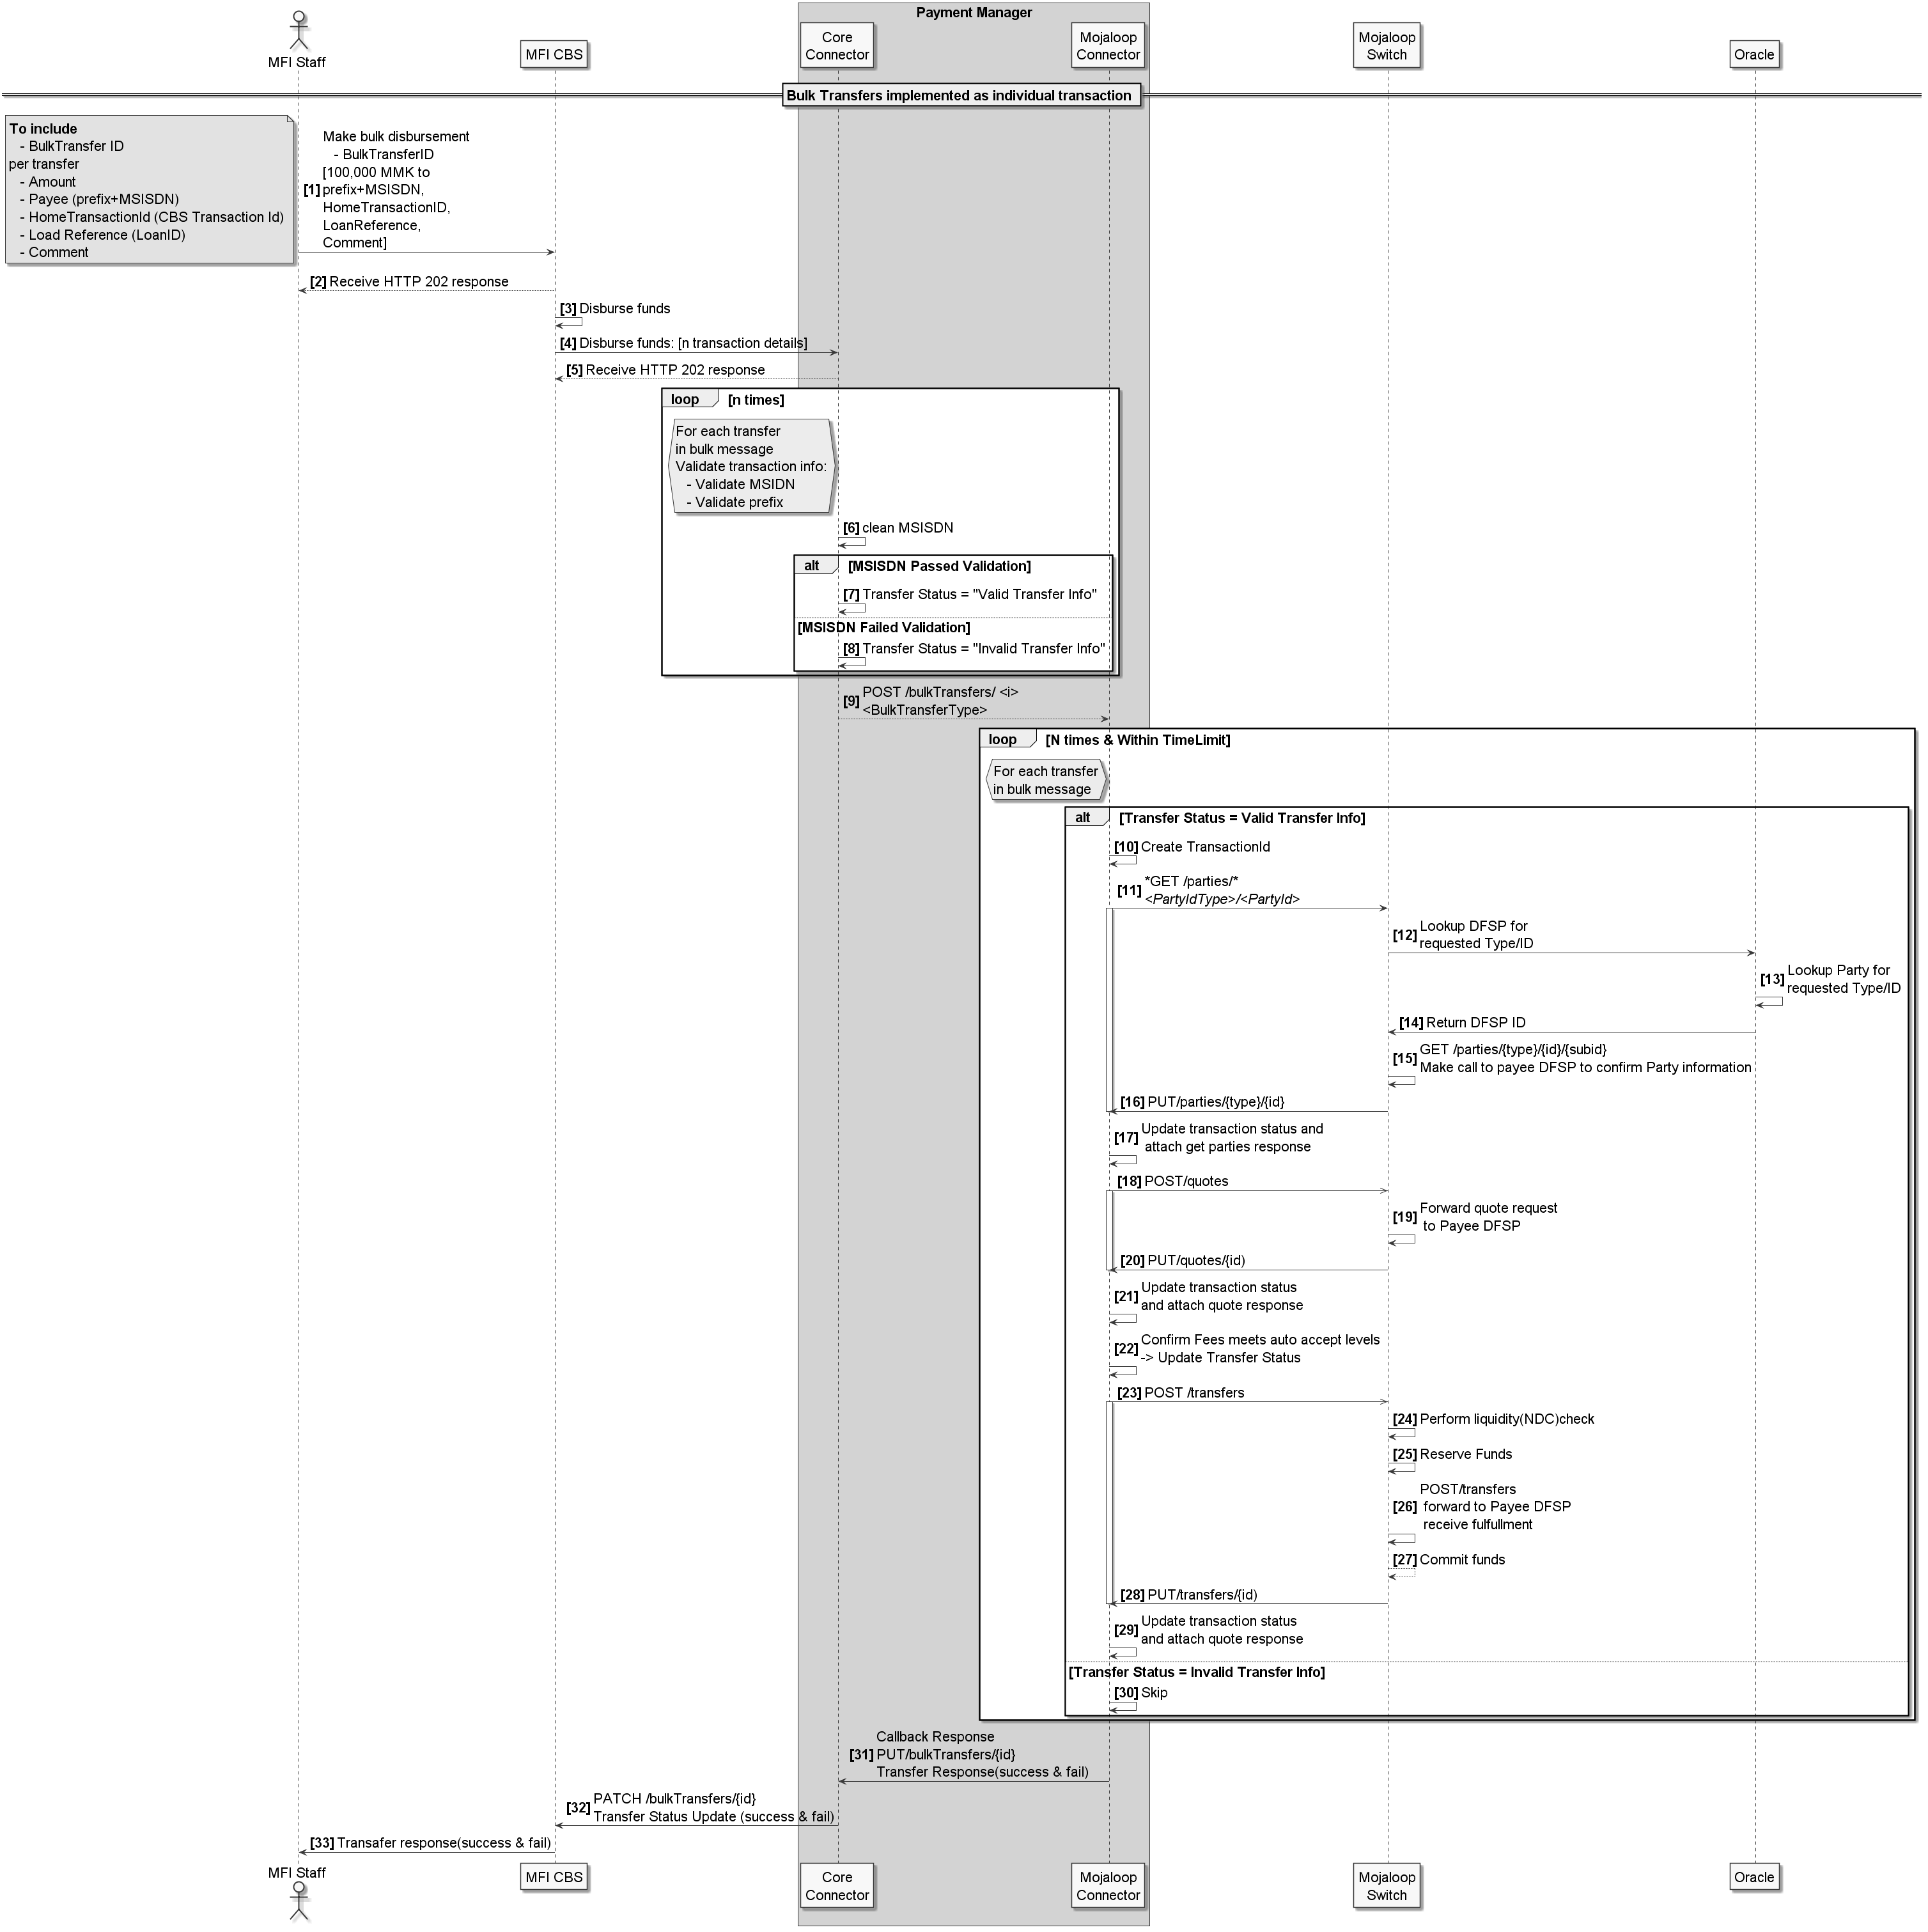 Payment Manager
MFI Staff
MFI CBS
Core
Connector
Mojaloop
Connector
Mojaloop
Switch
Oracle
Bulk Transfers implemented as individual transaction
To include
- BulkTransfer ID
per transfer
- Amount
- Payee (prefix+MSISDN)
- HomeTransactionId (CBS Transaction Id)
- Load Reference (LoanID)
- Comment
Make bulk disbursement
- BulkTransferID
[100,000 MMK to
[1] prefix+MSISDN,
HomeTransactionID,
LoanReference,
Comment]
[2] Receive HTTP 202 response
[3] Disburse funds
[4] Disburse funds: [n transaction details]
[5] Receive HTTP 202 response
loop [n times]
For each transfer
in bulk message
Validate transaction info:
- Validate MSIDN
- Validate prefix
[6] clean MSISDN
alt [MSISDN Passed Validation]
[7] Transfer Status = "Valid Transfer Info"
[MSISDN Failed Validation]
[8] Transfer Status = "Invalid Transfer Info"
[9] POST /bulkTransfers/ <i>
<BulkTransferType>
loop [N times & Within TimeLimit]
For each transfer
in bulk message
alt [Transfer Status = Valid Transfer Info]
[10] Create TransactionId
[11] *GET /parties/*
<PartyIdType>/<PartyId>
[12] Lookup DFSP for
requested Type/ID
[13] Lookup Party for
requested Type/ID
[14] Return DFSP ID
[15] GET /parties/{type}/{id}/{subid}
Make call to payee DFSP to confirm Party information
[16] PUT/parties/{type}/{id}
[17] Update transaction status and
attach get parties response
[18] POST/quotes
[19] Forward quote request
to Payee DFSP
[20] PUT/quotes/{id)
[21] Update transaction status
and attach quote response
[22] Confirm Fees meets auto accept levels
-> Update Transfer Status
[23] POST /transfers
[24] Perform liquidity(NDC)check
[25] Reserve Funds
POST/transfers
[26] forward to Payee DFSP
receive fulfullment
[27] Commit funds
[28] PUT/transfers/{id)
[29] Update transaction status
and attach quote response
[Transfer Status = Invalid Transfer Info]
[30] Skip
Callback Response
[31] PUT/bulkTransfers/{id}
Transfer Response(success & fail)
[32] PATCH /bulkTransfers/{id}
Transfer Status Update (success & fail)
[33] Transafer response(success & fail)
MFI Staff
MFI CBS
Core
Connector
Mojaloop
Connector
Mojaloop
Switch
Oracle